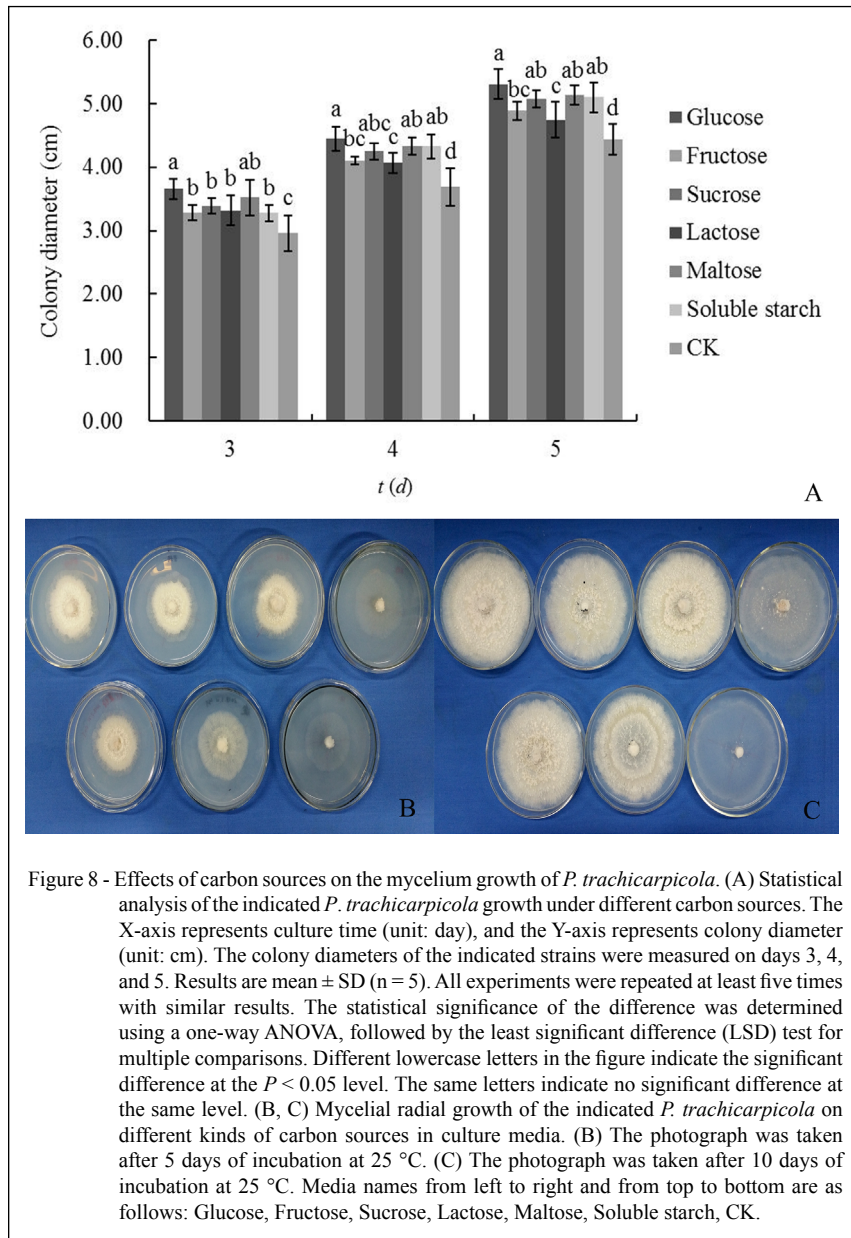 6.00
5.00
4.00
3.00
2.00
1.00
0.00
Colony diameter (cm)
a b b b ab b c
a bc abc c ab ab d
a bc ab c ab ab d
3 4 5
t (d)
Glucose
Fructose
Sucrose
Lactose
Maltose
Soluble starch
CK
A
B
C
Figure 8 - Effects of carbon sources on the mycelium growth of P. trachicarpicola. (A) Statistical
analysis of the indicated P. trachicarpicola growth under different carbon sources. The
X-axis represents culture time (unit: day), and the Y-axis represents colony diameter
(unit: cm). The colony diameters of the indicated strains were measured on days 3, 4,
and 5. Results are mean ± SD (n = 5). All experiments were repeated at least five times
with similar results. The statistical significance of the difference was determined
using a one-way ANOVA, followed by the least significant difference (LSD) test for
multiple comparisons. Different lowercase letters in the figure indicate the significant
difference at the P < 0.05 level. The same letters indicate no significant difference at
the same level. (B, C) Mycelial radial growth of the indicated P. trachicarpicola on
different kinds of carbon sources in culture media. (B) The photograph was taken
after 5 days of incubation at 25 °C. (C) The photograph was taken after 10 days of
incubation at 25 °C. Media names from left to right and from top to bottom are as
follows: Glucose, Fructose, Sucrose, Lactose, Maltose, Soluble starch, CK.